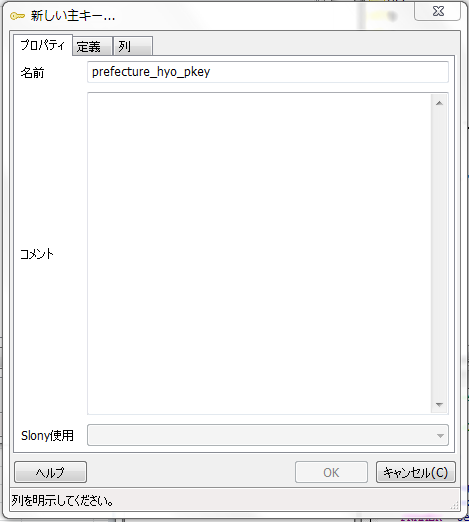 新しい主キー...
プロパティ 定義 列
名前 prefecture_hyo_pkey
コメント
Slony使用
ヘルプ OK キャンセル(C)
列を明示してください。